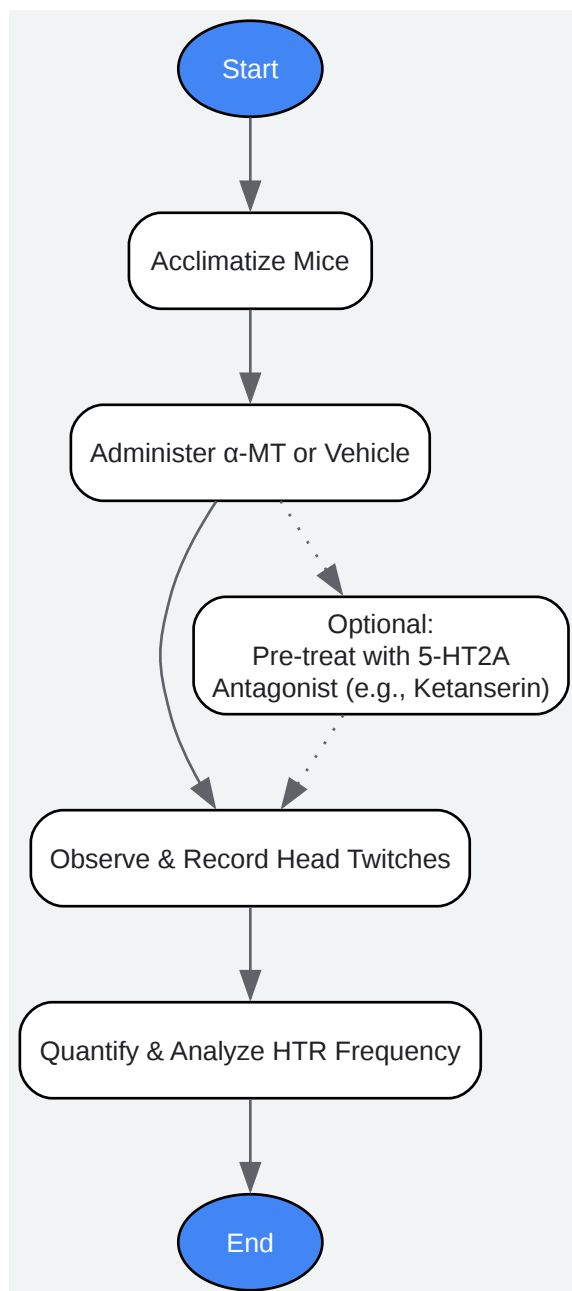 Start
Acclimatize Mice
Administer α-MT or Vehicle
Optional:
Pre-treat with 5-HT2A
Antagonist (e.g., Ketanserin)
Observe & Record Head Twitches
Quantify & Analyze HTR Frequency
End